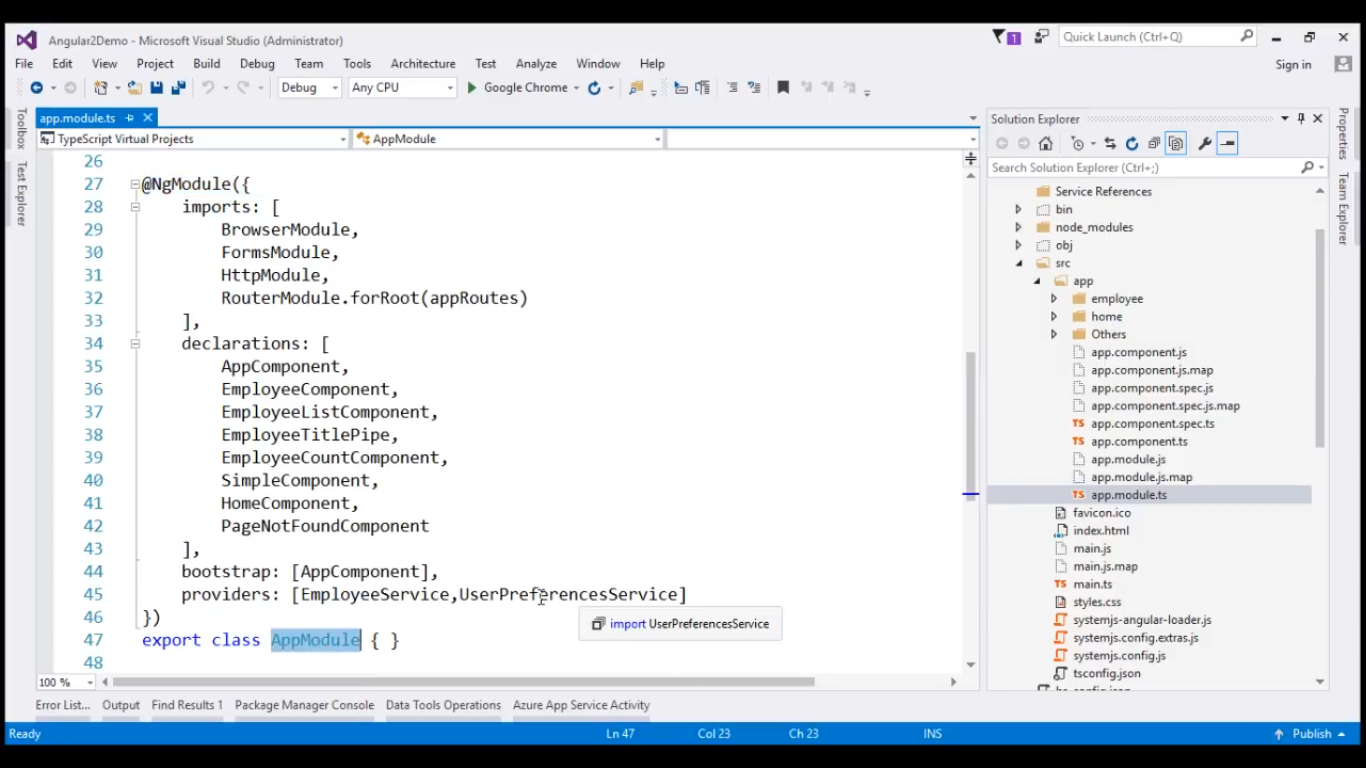 Angular2Demo - Microsoft Visual Studio (Administrator)
1
Quick Launch (Ctrl+Q)
File Edit View Project Build Debug Team Tools Architecture Test Analyze Window Help
Sign in
Debug Any CPU Google Chrome
Toolbox
Test Explorer
app.module.ts
TypeScript Virtual Projects AppModule
26
27 @NgModule({
28 imports: [
29 BrowserModule,
30 FormsModule,
31 HttpModule,
32 RouterModule.forRoot(appRoutes)
33 ],
34 declarations: [
35 AppComponent,
36 EmployeeComponent,
37 EmployeeListComponent,
38 EmployeeTitlePipe,
39 EmployeeCountComponent,
40 SimpleComponent,
41 HomeComponent,
42 PageNotFoundComponent
43 ],
44 bootstrap: [AppComponent],
45 providers: [EmployeeService,UserPreferencesService]
46 })
import UserPreferencesService
47 export class AppModule { }
48
100 %
Solution Explorer
Search Solution Explorer (Ctrl+;)
Service References
bin
node_modules
obj
src
app
employee
home
Others
app.component.js
app.component.js.map
app.component.spec.js
app.component.spec.js.map
TS app.component.spec.ts
TS app.component.ts
app.module.js
app.module.js.map
TS app.module.ts
favicon.ico
index.html
main.js
main.js.map
TS main.ts
styles.css
systemjs-angular-loader.js
systemjs.config.extras.js
systemjs.config.js
tsconfig.json
Properties
Team Explorer
Error List... Output Find Results 1 Package Manager Console Data Tools Operations Azure App Service Activity
Ready Ln 47 Col 23 Ch 23 INS Publish